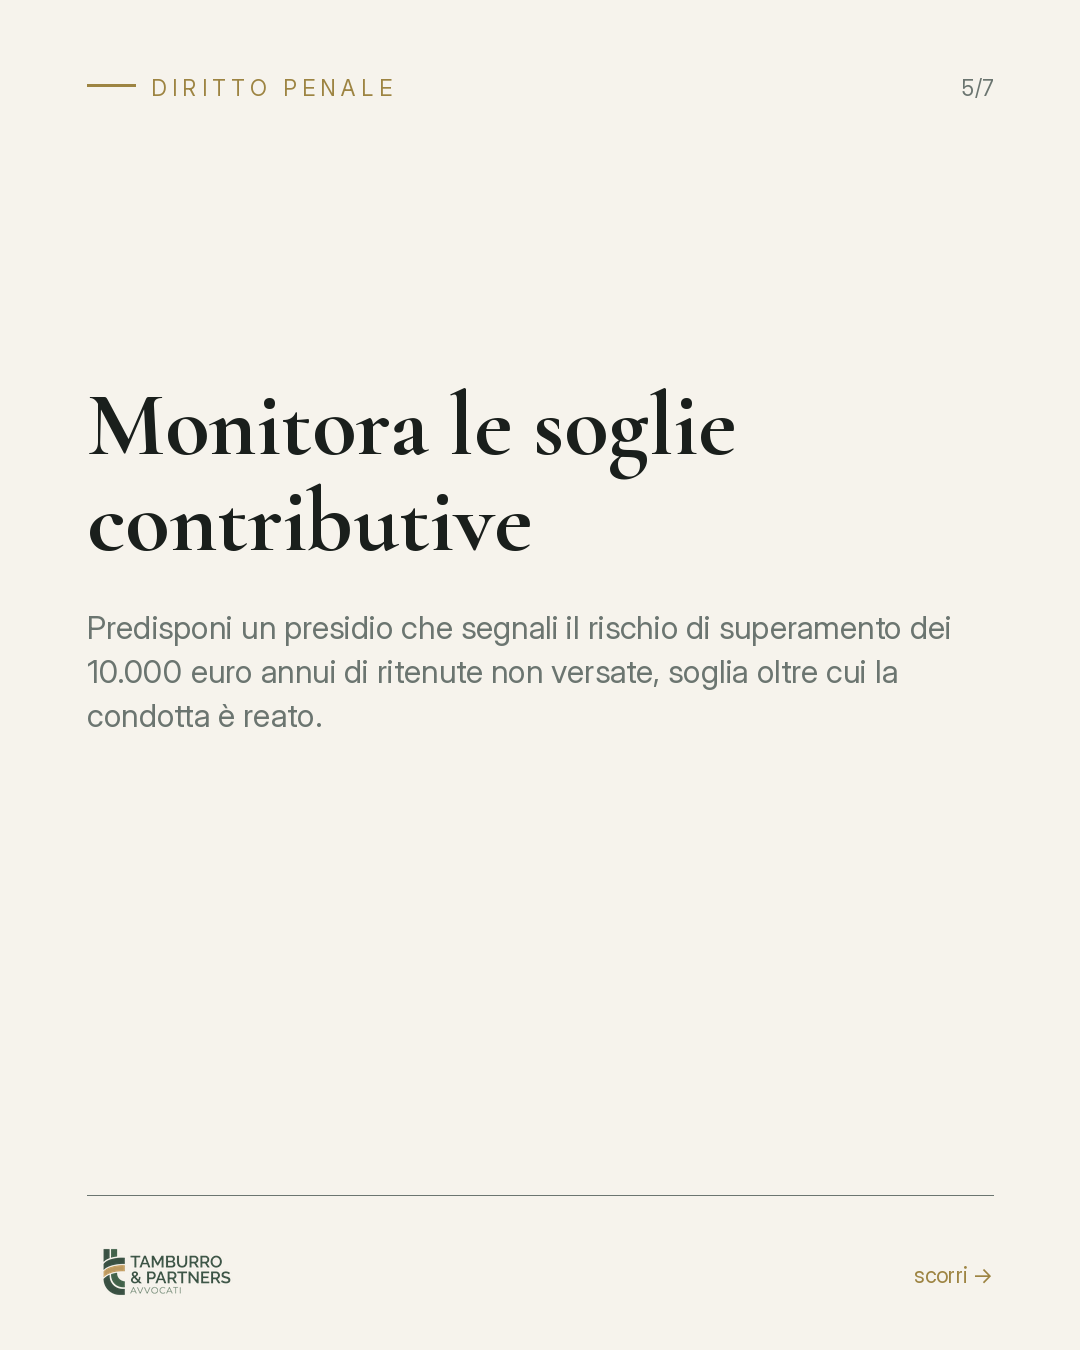 DIRITTO PENALE
5/7
Monitora le soglie
contributive
Predisponi un presidio che segnali il rischio di superamento dei
10.000 euro annui di ritenute non versate, soglia oltre cui la
condotta è reato.
TAMBURRO
& PARTNERS
AVVOCATI
scorri →